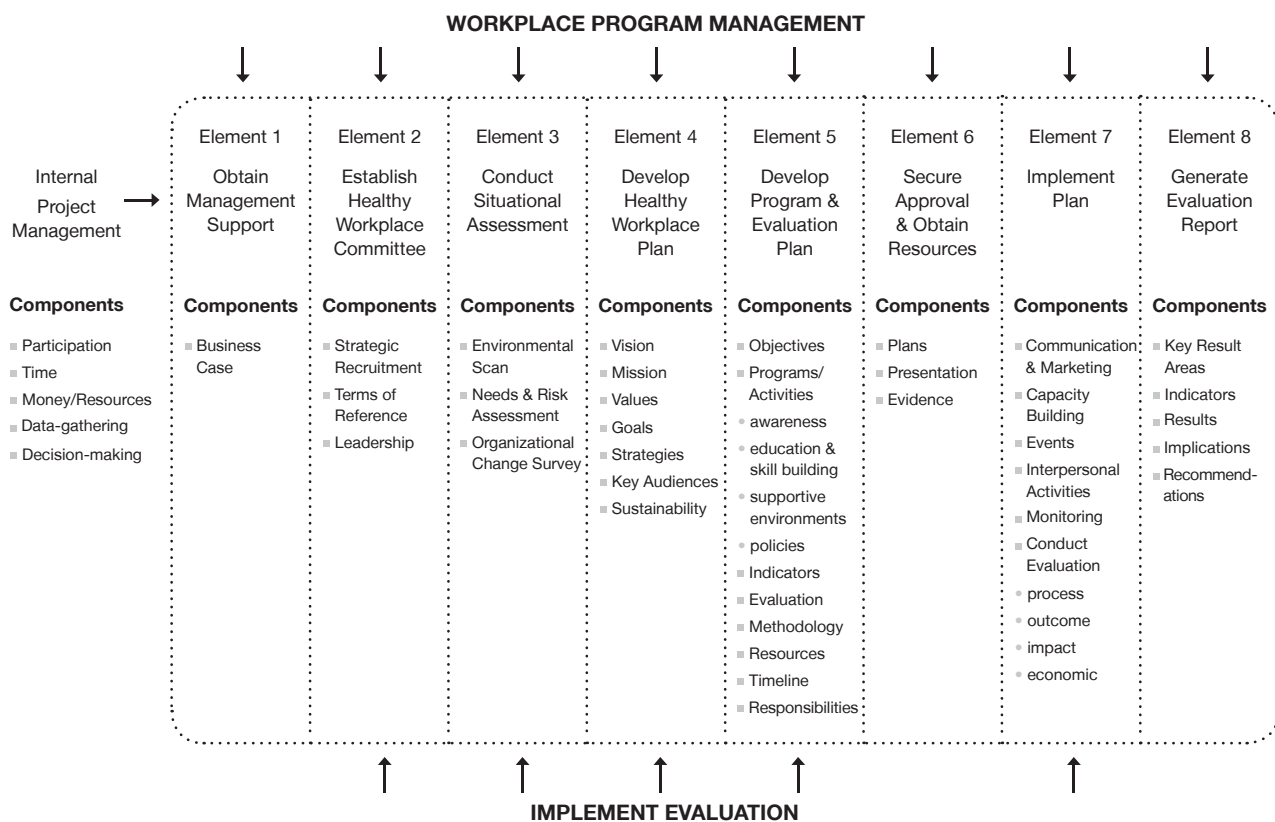 WORKPLACE PROGRAM MANAGEMENT
Internal
Project
Management
Components
Participation
Time
Money/Resources
Data-gathering
Decision-making
Element 1
Obtain
Management
Support
Components
Business
Case
Element 2
Establish
Healthy
Workplace
Committee
Components
Strategic
Recruitment
Terms of
Reference
Leadership
Element 3
Conduct
Situational
Assessment
Components
Environmental
Scan
Needs & Risk
Assessment
Organizational
Change Survey
Element 4
Develop
Healthy
Workplace
Plan
Components
Vision
Mission
Values
Goals
Strategies
Key Audiences
Sustainability
Element 5
Develop
Program &
Evaluation
Plan
Components
Objectives
Programs/
Activities
awareness
education &
skill building
supportive
environments
policies
Indicators
Evaluation
Methodology
Resources
Timeline
Responsibilities
Element 6
Secure
Approval
& Obtain
Resources
Components
Plans
Presentation
Evidence
Element 7
Implement
Plan
Components
Communication
& Marketing
Capacity
Building
Events
Interpersonal
Activities
Monitoring
Conduct
Evaluation
process
outcome
impact
economic
Element 8
Generate
Evaluation
Report
Components
Key Result
Areas
Indicators
Results
Implications
Recommend-
ations
IMPLEMENT EVALUATION